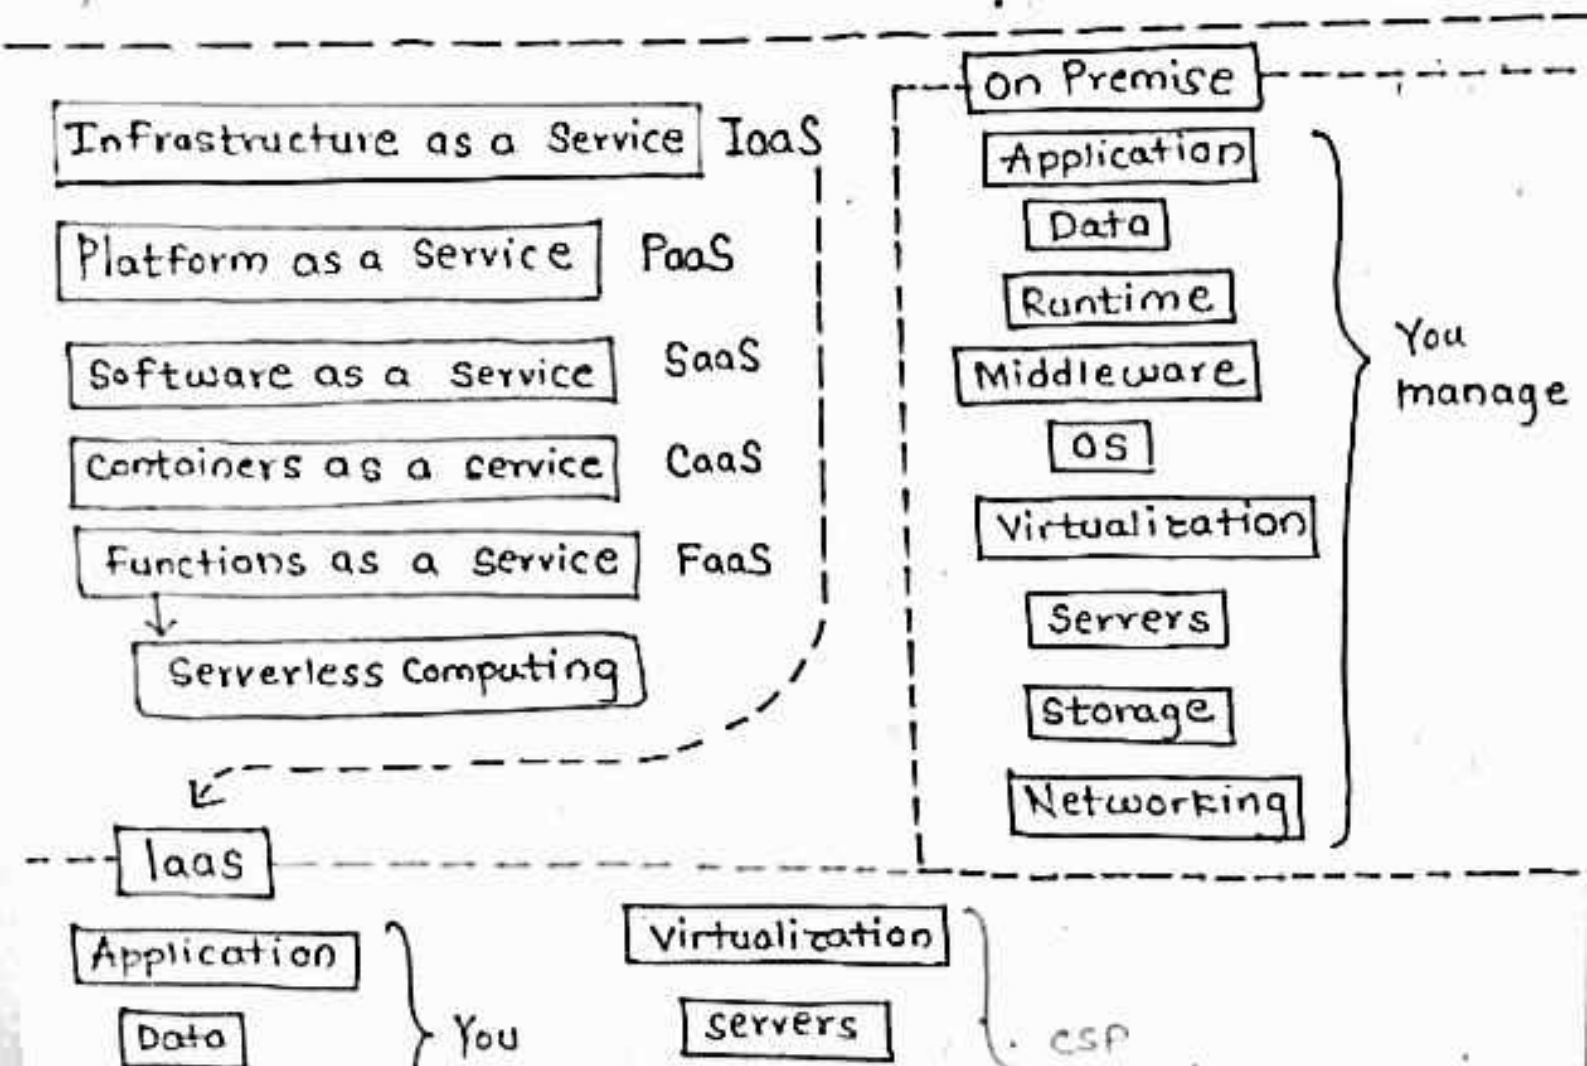 Infrastructure as a Service IaaS
Platform as a Service PaaS
Software as a Service SaaS
Containers as a service CaaS
Functions as a Service FaaS
Serverless Computing
on Premise
Application
Data
Runtime
Middleware
OS
Virtualization
Servers
Storage
Networking
You
manage
Iaas
Application
Data
You
Virtualization
servers
CSP